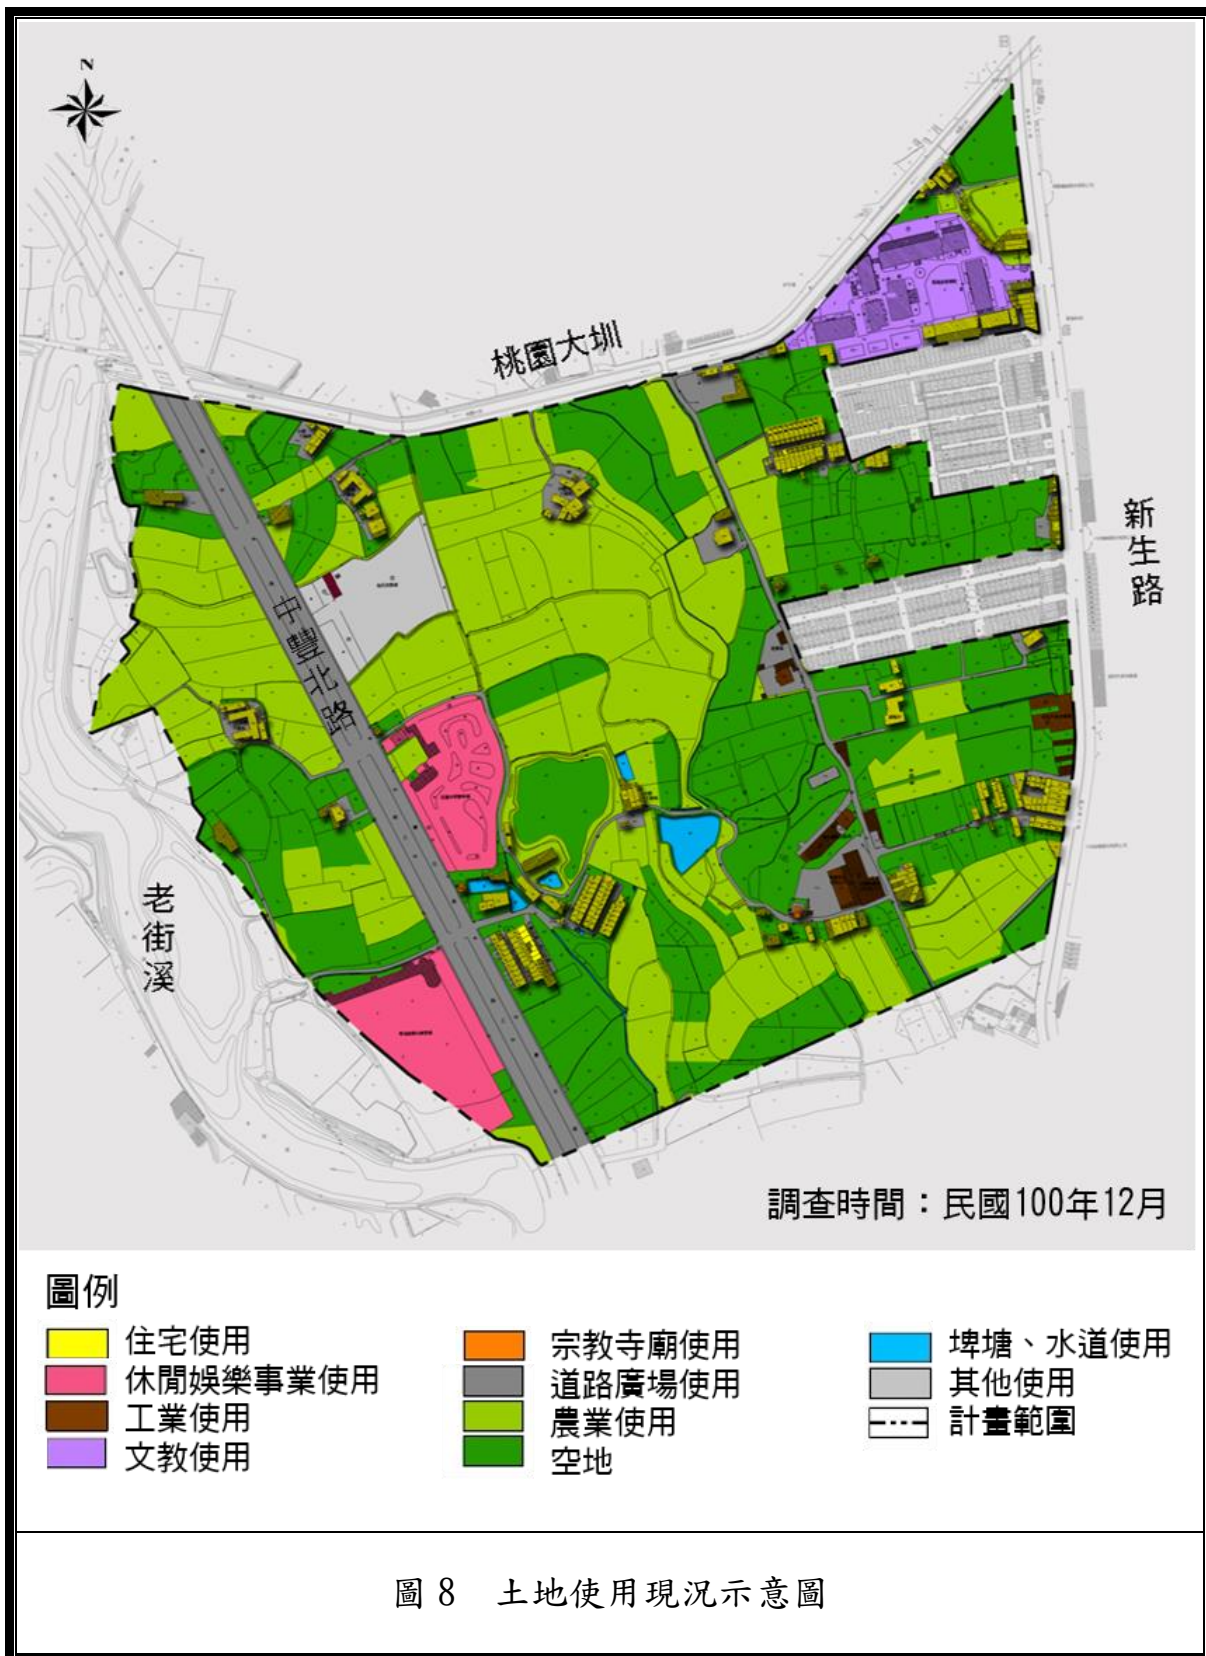 N
桃園大圳
新生路
中豐北路
老街溪
調查時間：民國100年12月
圖例
住宅使用
休閒娛樂事業使用
工業使用
文教使用
宗教寺廟使用
道路廣場使用
農業使用
空地
埤塘、水道使用
其他使用
計畫範圍
圖 8　土地使用現況示意圖